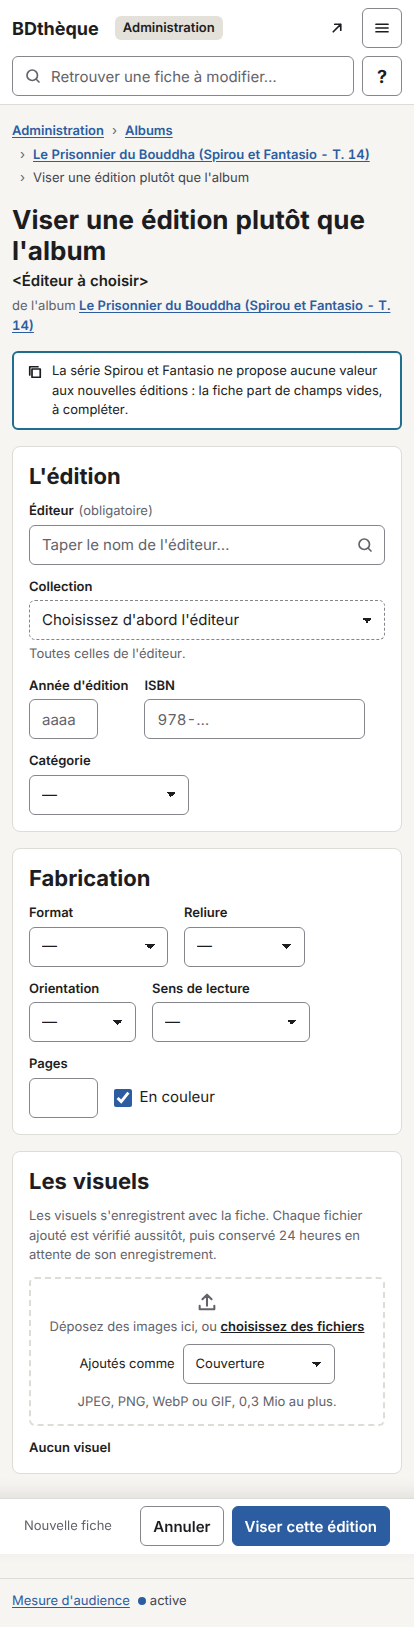 BDthèque Administration
Retrouver une fiche à modifier... ?
Administration › Albums
› Le Prisonnier du Bouddha (Spirou et Fantasio - T. 14)
› Viser une édition plutôt que l'album
Viser une édition plutôt que
l'album
<Éditeur à choisir>
de l'album Le Prisonnier du Bouddha (Spirou et Fantasio - T.
14)
La série Spirou et Fantasio ne propose aucune valeur
aux nouvelles éditions : la fiche part de champs vides,
à compléter.
L'édition
Éditeur (obligatoire)
Taper le nom de l'éditeur...
Collection
Choisissez d'abord l'éditeur
Toutes celles de l'éditeur.
Année d'édition ISBN
aaaa 978-...
Catégorie
—
Fabrication
Format Reliure
— —
Orientation Sens de lecture
— —
Pages
En couleur
Les visuels
Les visuels s'enregistrent avec la fiche. Chaque fichier
ajouté est vérifié aussitôt, puis conservé 24 heures en
attente de son enregistrement.
Déposez des images ici, ou choisissez des fichiers
Ajoutés comme Couverture
JPEG, PNG, WebP ou GIF, 0,3 Mio au plus.
Aucun visuel
Nouvelle fiche Annuler Viser cette édition
Mesure d'audience active